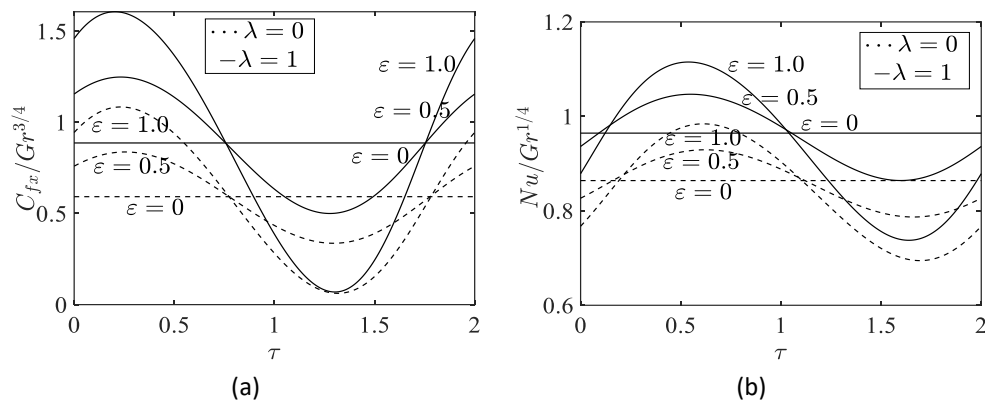 1.5
1
0.5
0
0 0.5 1 1.5 2
C_{fx}/Gr^{3/4}
τ
··· λ = 0
− λ = 1
ε = 1.0
ε = 0.5
ε = 0
ε = 1.0
ε = 0.5
ε = 0
(a)
1.2
1
0.8
0.6
0 0.5 1 1.5 2
Nu/Gr^{1/4}
τ
··· λ = 0
− λ = 1
ε = 1.0
ε = 0.5
ε = 0
ε = 1.0
ε = 0.5
ε = 0
(b)